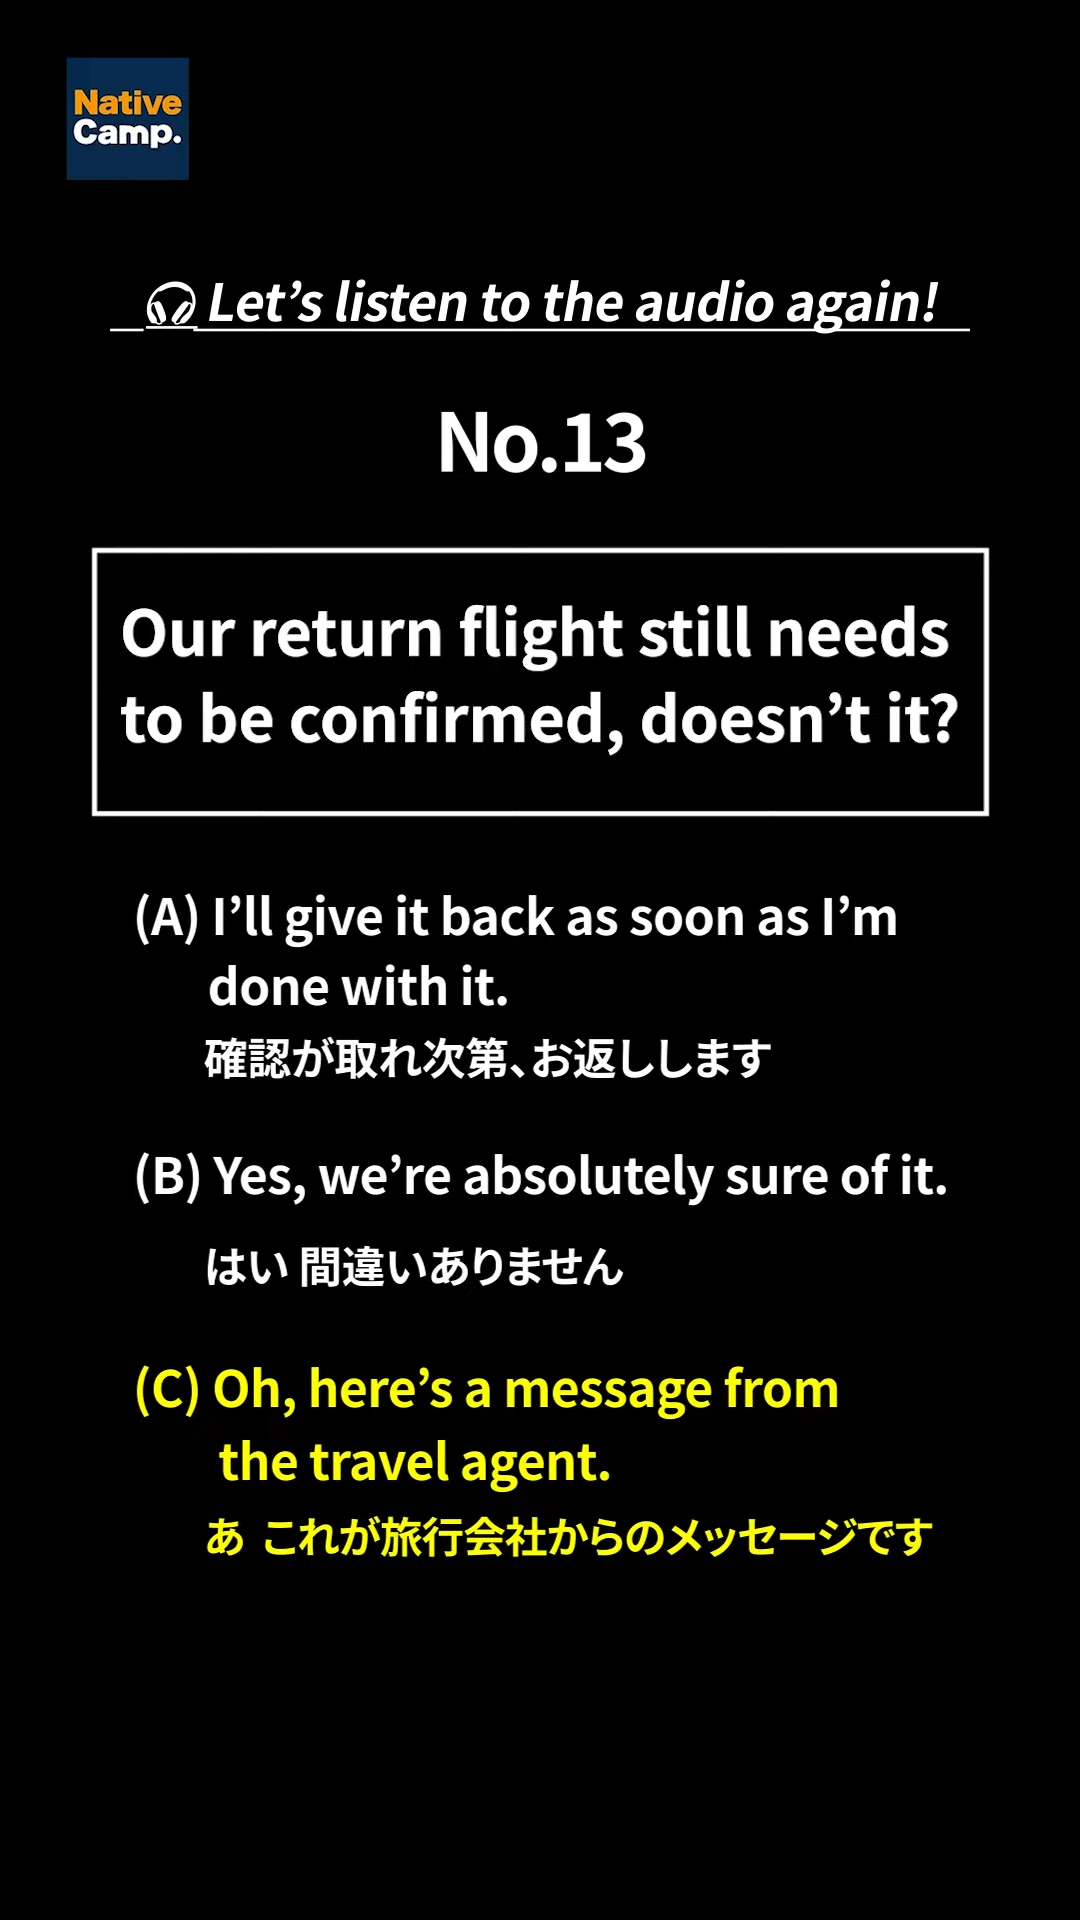 Native
Camp.
Let’s listen to the audio again!
No.13
Our return flight still needs
to be confirmed, doesn’t it?
(A) I’ll give it back as soon as I’m
done with it.
確認が取れ次第、お返しします
(B) Yes, we’re absolutely sure of it.
はい 間違いありません
(C) Oh, here’s a message from
the travel agent.
あ これが旅行会社からのメッセージです